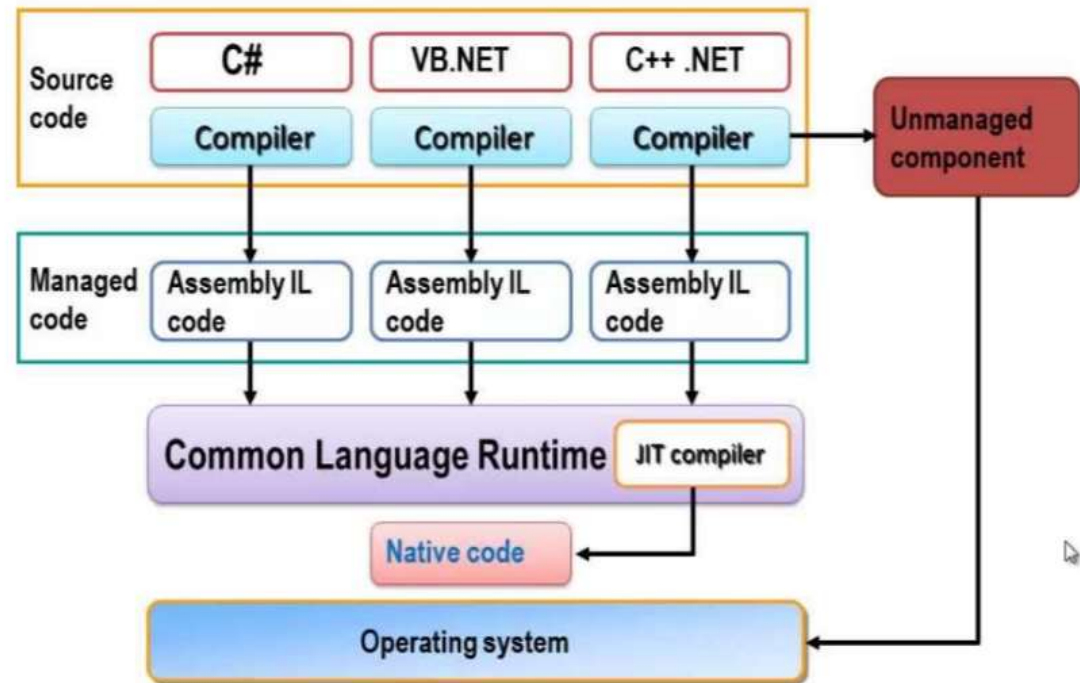 C#
VB.NET
C++ .NET
Source
code
Compiler
Compiler
Compiler
Unmanaged
component
Managed
code
Assembly IL
code
Assembly IL
code
Assembly IL
code
Common Language Runtime
JIT compiler
Native code
Operating system